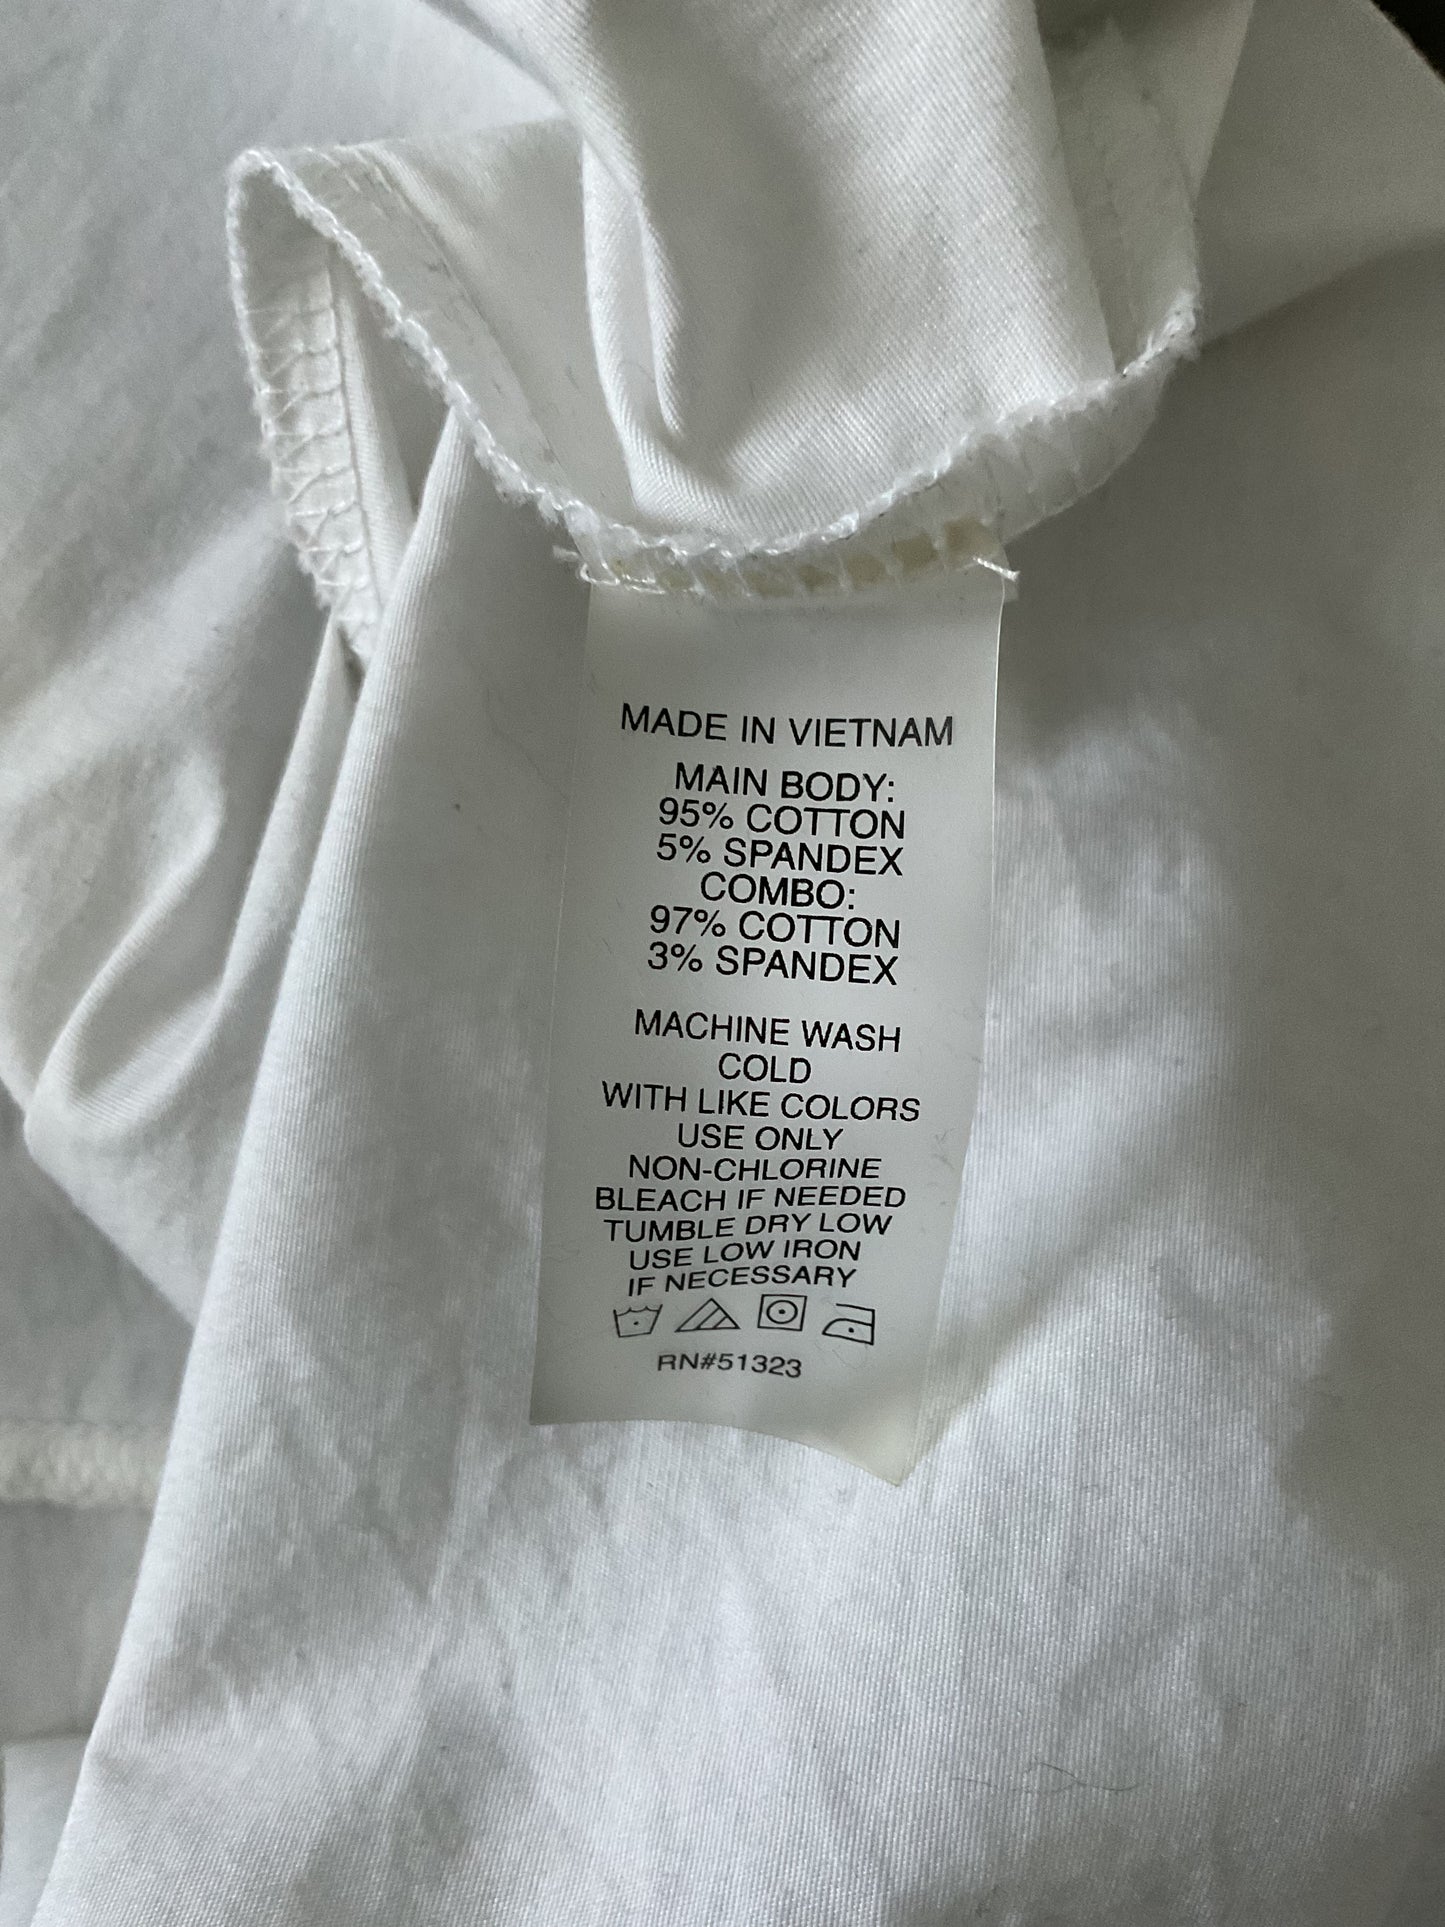 MADE IN VIETNAM
MAIN BODY:
95% COTTON
5% SPANDEX
COMBO:
97% COTTON
3% SPANDEX
MACHINE WASH
COLD
WITH LIKE COLORS
USE ONLY
NON-CHLORINE
BLEACH IF NEEDED
TUMBLE DRY LOW
USE LOW IRON
IF NECESSARY
RN#51323